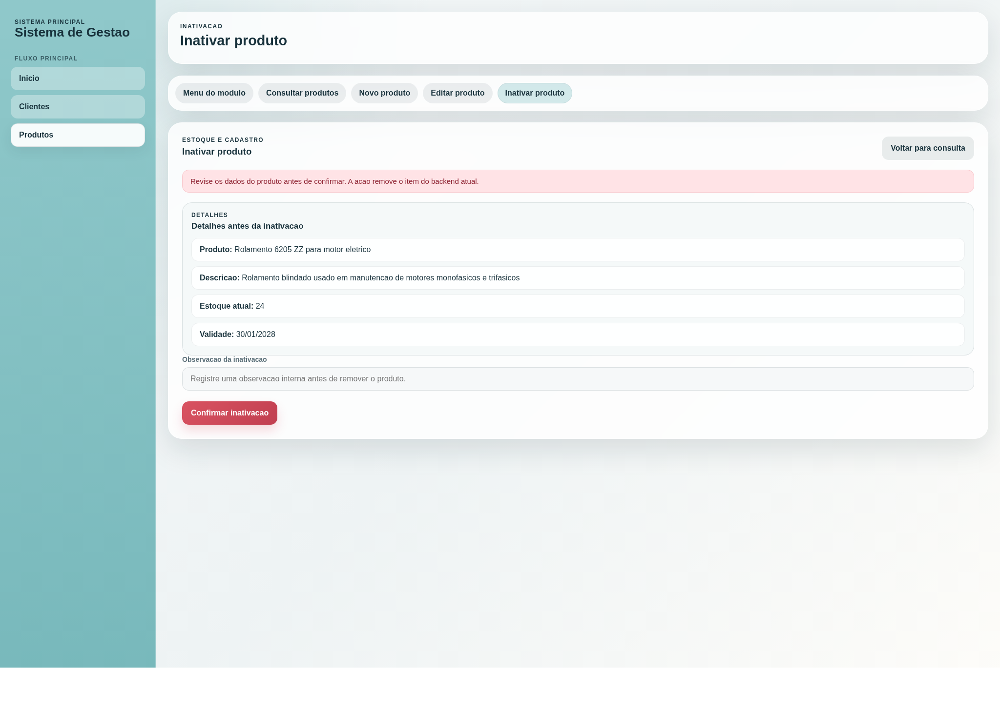 SISTEMA PRINCIPAL
Sistema de Gestao
FLUXO PRINCIPAL
Inicio
Clientes
Produtos
INATIVACAO
Inativar produto
Menu do modulo
Consultar produtos
Novo produto
Editar produto
Inativar produto
ESTOQUE E CADASTRO
Inativar produto
Voltar para consulta
Revise os dados do produto antes de confirmar. A acao remove o item do backend atual.
DETALHES
Detalhes antes da inativacao
Produto: Rolamento 6205 ZZ para motor eletrico
Descricao: Rolamento blindado usado em manutencao de motores monofasicos e trifasicos
Estoque atual: 24
Validade: 30/01/2028
Observacao da inativacao
Registre uma observacao interna antes de remover o produto.
Confirmar inativacao